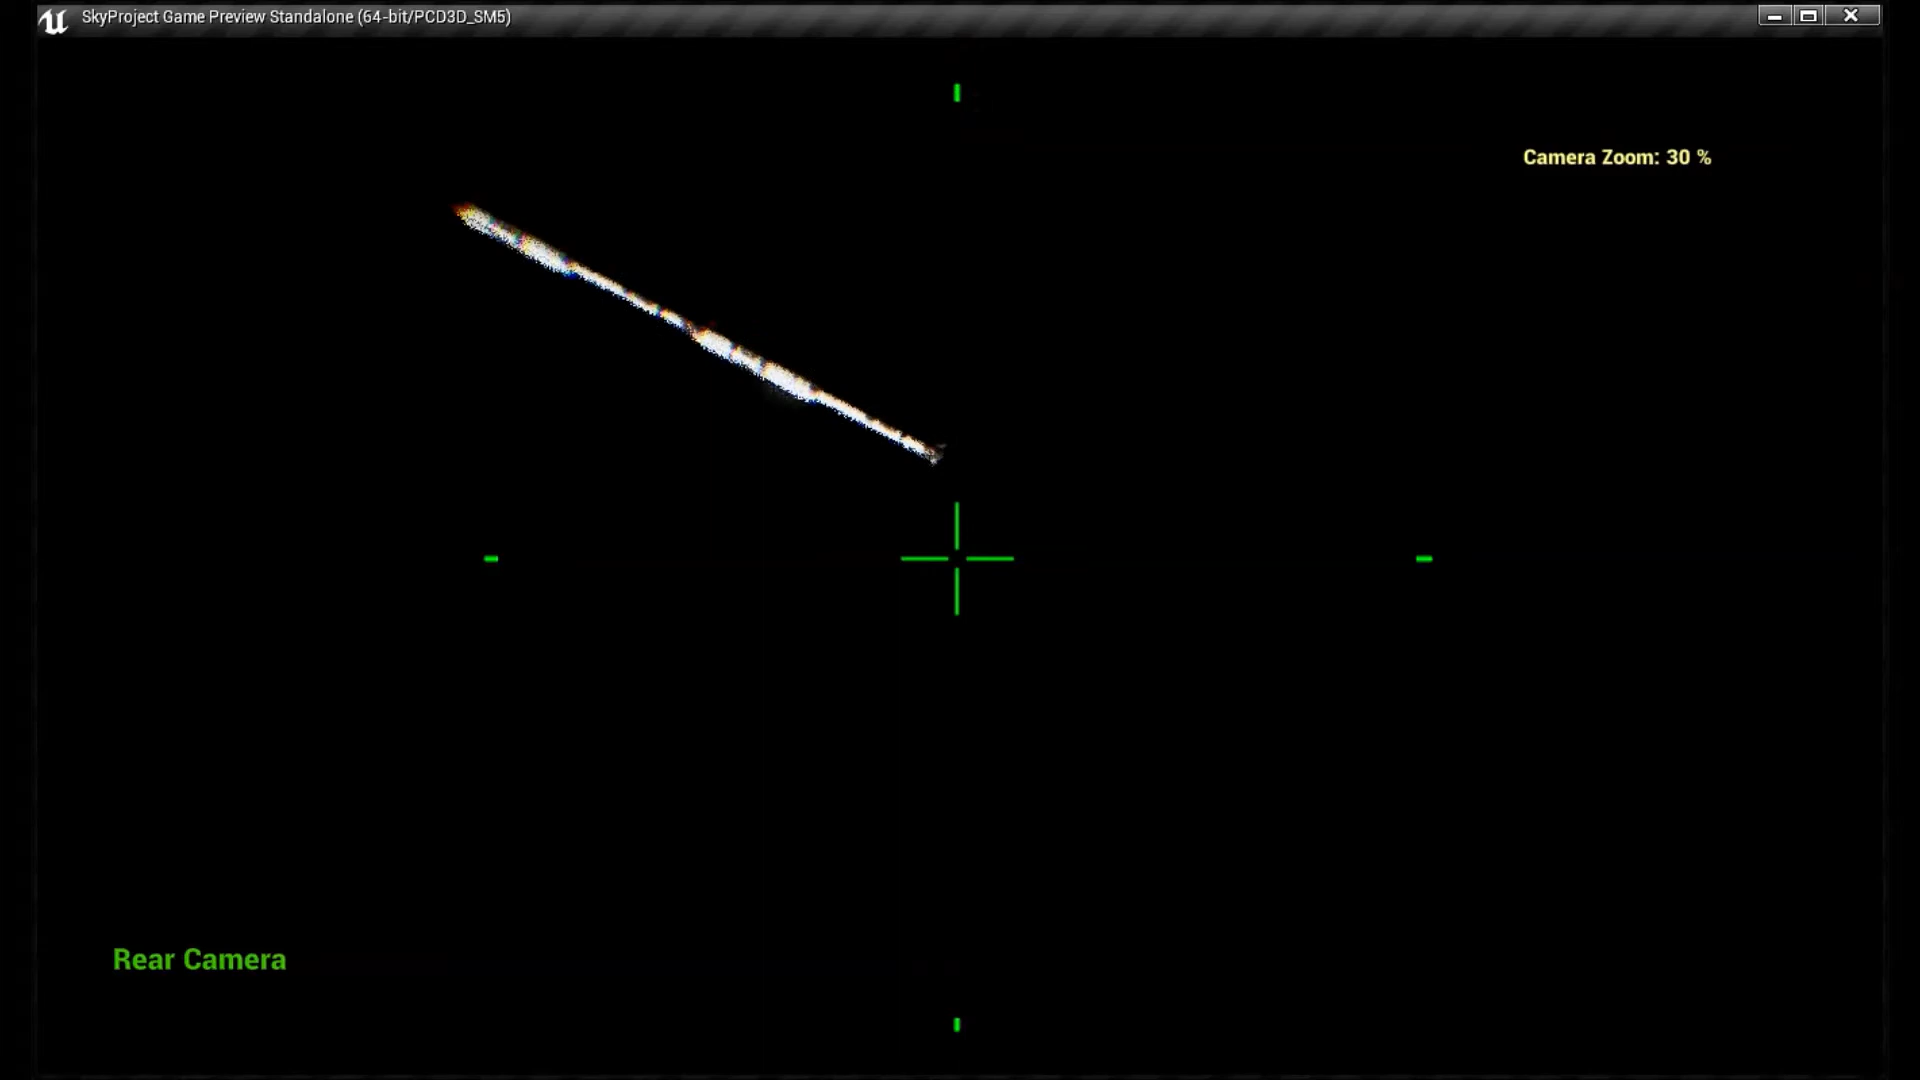 SkyProject Game Preview Standalone (64-bit/PCD3D_SM5)
Camera Zoom: 30 %
Rear Camera